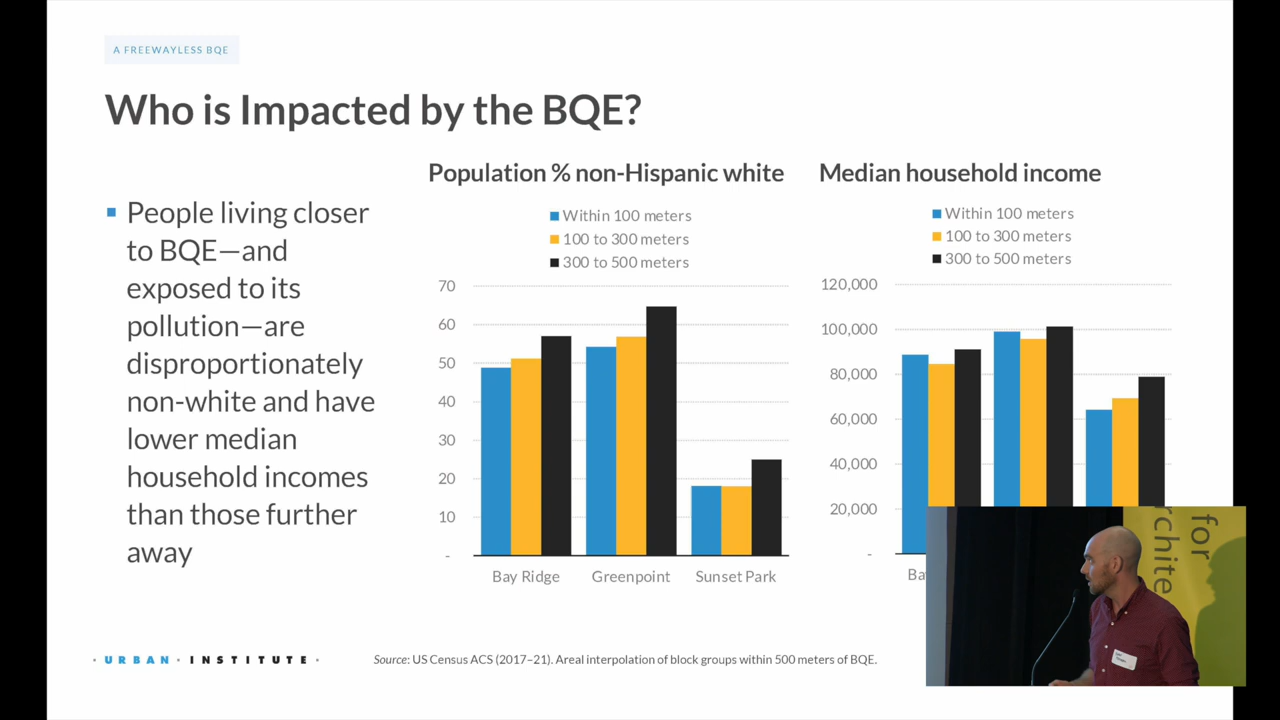 A FREEWAYLESS BQE
Who is Impacted by the BQE?
▪ People living closer
to BQE—and
exposed to its
pollution—are
disproportionately
non-white and have
lower median
household incomes
than those further
away
Population % non-Hispanic white
Within 100 meters
100 to 300 meters
300 to 500 meters
70
60
50
40
30
20
10
-
Bay Ridge Greenpoint Sunset Park
Median household income
Within 100 meters
100 to 300 meters
300 to 500 meters
120,000
100,000
80,000
60,000
40,000
20,000
-
Ba
for
rchite
· URBAN · INSTITUTE ·
Source: US Census ACS (2017–21). Areal interpolation of block groups within 500 meters of BQE.